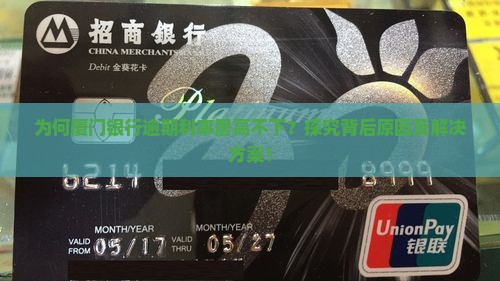 招商银行
CHINA MERCHANTS
Debit 金葵花卡
Platinum
为何厦门银行逾期利率居高不下?探究背后原因及解决
方案!
6214 8999
MONTH/YEAR MONTH/YEAR
VALID FROM 05/17 VALID THRU 05/27
UnionPay
银联